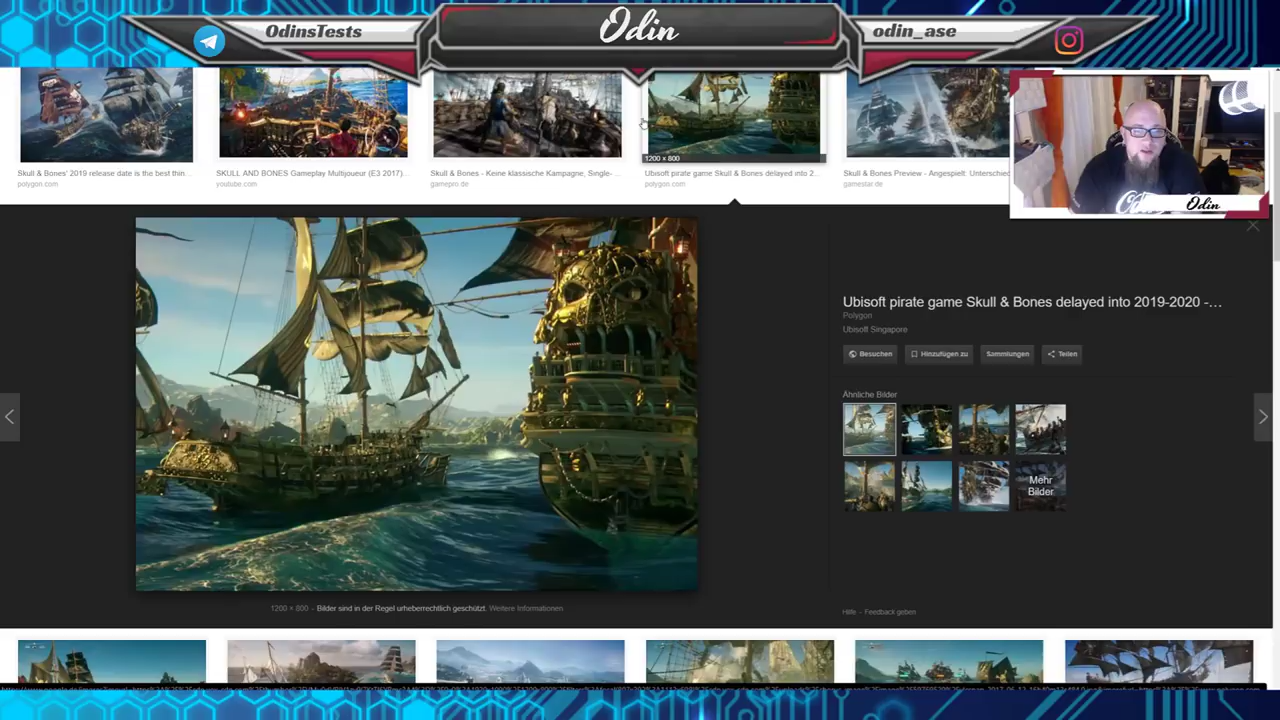 OdinsTests
Odin
odin_ase
1200 × 800
Skull & Bones' 2019 release date is the best thin...
polygon.com
SKULL AND BONES Gameplay Multijoueur (E3 2017)...
youtube.com
Skull & Bones - Keine klassische Kampagne, Single- ...
gamepro.de
Ubisoft pirate game Skull & Bones delayed into 2...
polygon.com
Skull & Bones Preview - Angespielt: Unterschied
gamestar.de
Odin
Ubisoft pirate game Skull & Bones delayed into 2019-2020 -...
Polygon
Ubisoft Singapore
Besuchen
Hinzufügen zu
Sammlungen
Teilen
Ähnliche Bilder
Mehr
Bilder
1200 × 800 - Bilder sind in der Regel urheberrechtlich geschützt. Weitere Informationen
Hilfe - Feedback geben